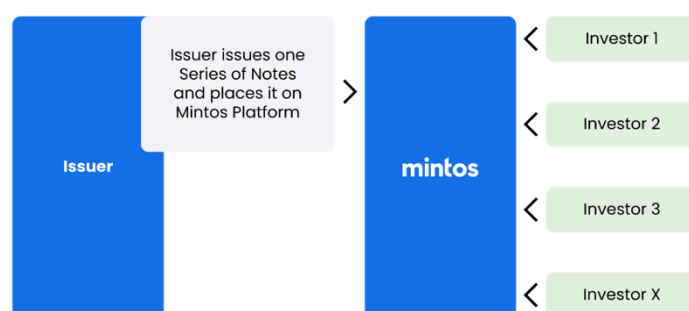 Issuer issues one
Series of Notes
and places it on
Mintos Platform
Issuer
mintos
Investor 1
Investor 2
Investor 3
Investor X